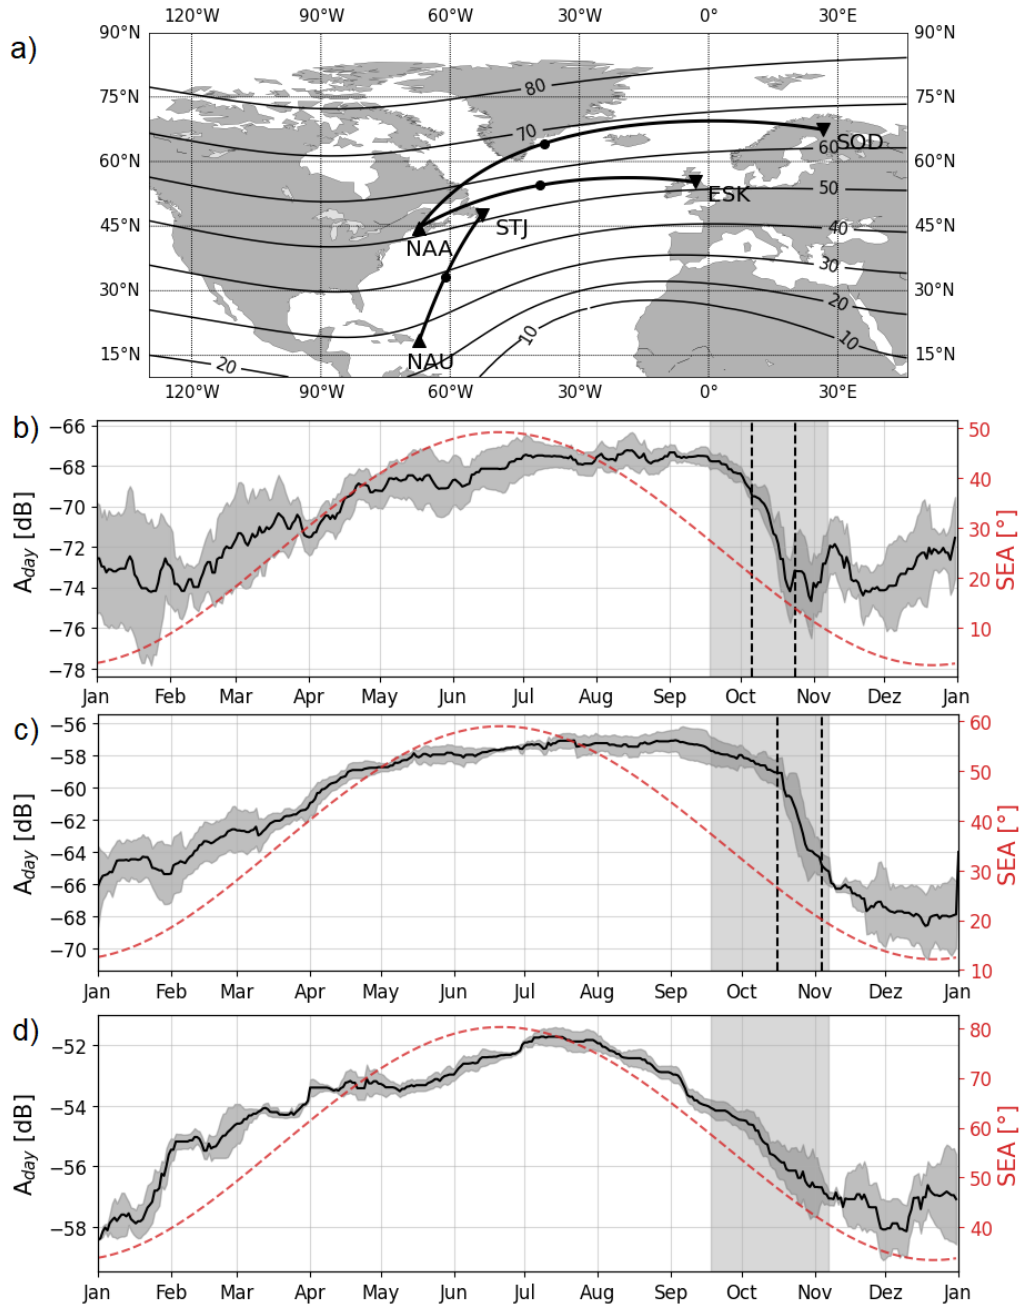 120°W 90°W 60°W 30°W 0° 30°E
a)
90°N 90°N
80
75°N 75°N
70
SOD
60°N 60 60°N
ESK
50
45°N STJ 40 45°N
NAA
30
30°N 20 30°N
10 10
15°N NAU 15°N
20
120°W 90°W 60°W 30°W 0° 30°E
b)
A_day [dB]
−66
−68
−70
−72
−74
−76
−78
50
40
30
20
10
SEA [°]
Jan Feb Mar Apr May Jun Jul Aug Sep Oct Nov Dez Jan
c)
A_day [dB]
−56
−58
−60
−62
−64
−66
−68
−70
60
50
40
30
20
10
SEA [°]
Jan Feb Mar Apr May Jun Jul Aug Sep Oct Nov Dez Jan
d)
A_day [dB]
−52
−54
−56
−58
80
70
60
50
40
SEA [°]
Jan Feb Mar Apr May Jun Jul Aug Sep Oct Nov Dez Jan